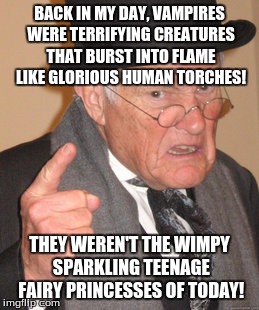 BACK IN MY DAY, VAMPIRES
WERE TERRIFYING CREATURES
THAT BURST INTO FLAME
LIKE GLORIOUS HUMAN TORCHES!
THEY WEREN'T THE WIMPY
SPARKLING TEENAGE
FAIRY PRINCESSES OF TODAY!
imgflip.com